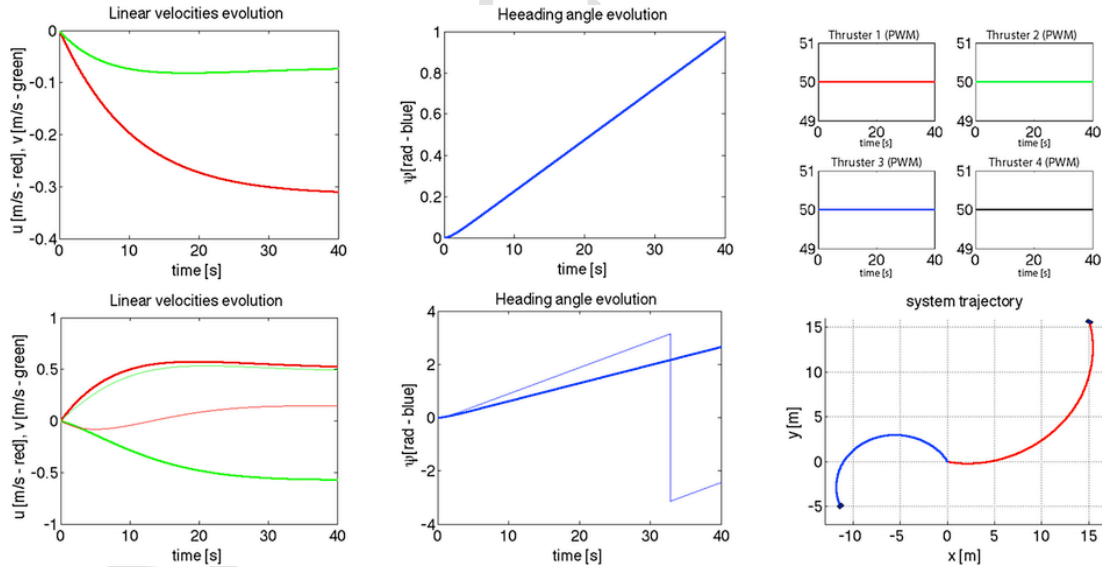 Linear velocities evolution
u [m/s - red], v [m/s - green]
0
-0.1
-0.2
-0.3
-0.4
0 10 20 30 40
time [s]
Heeading angle evolution
ψ[rad - blue]
1
0.8
0.6
0.4
0.2
0
0 10 20 30 40
time [s]
Thruster 1 (PWM)
51
50
49
0 20 40
time [s]
Thruster 2 (PWM)
51
50
49
0 20 40
time [s]
Thruster 3 (PWM)
51
50
49
0 20 40
time [s]
Thruster 4 (PWM)
51
50
49
0 20 40
time [s]
Linear velocities evolution
u [m/s - red], v [m/s - green]
1
0.5
0
-0.5
-1
0 10 20 30 40
time [s]
Heading angle evolution
ψ[rad - blue]
4
2
0
-2
-4
0 10 20 30 40
time [s]
system trajectory
y [m]
15
10
5
0
-5
-10 -5 0 5 10 15
x [m]